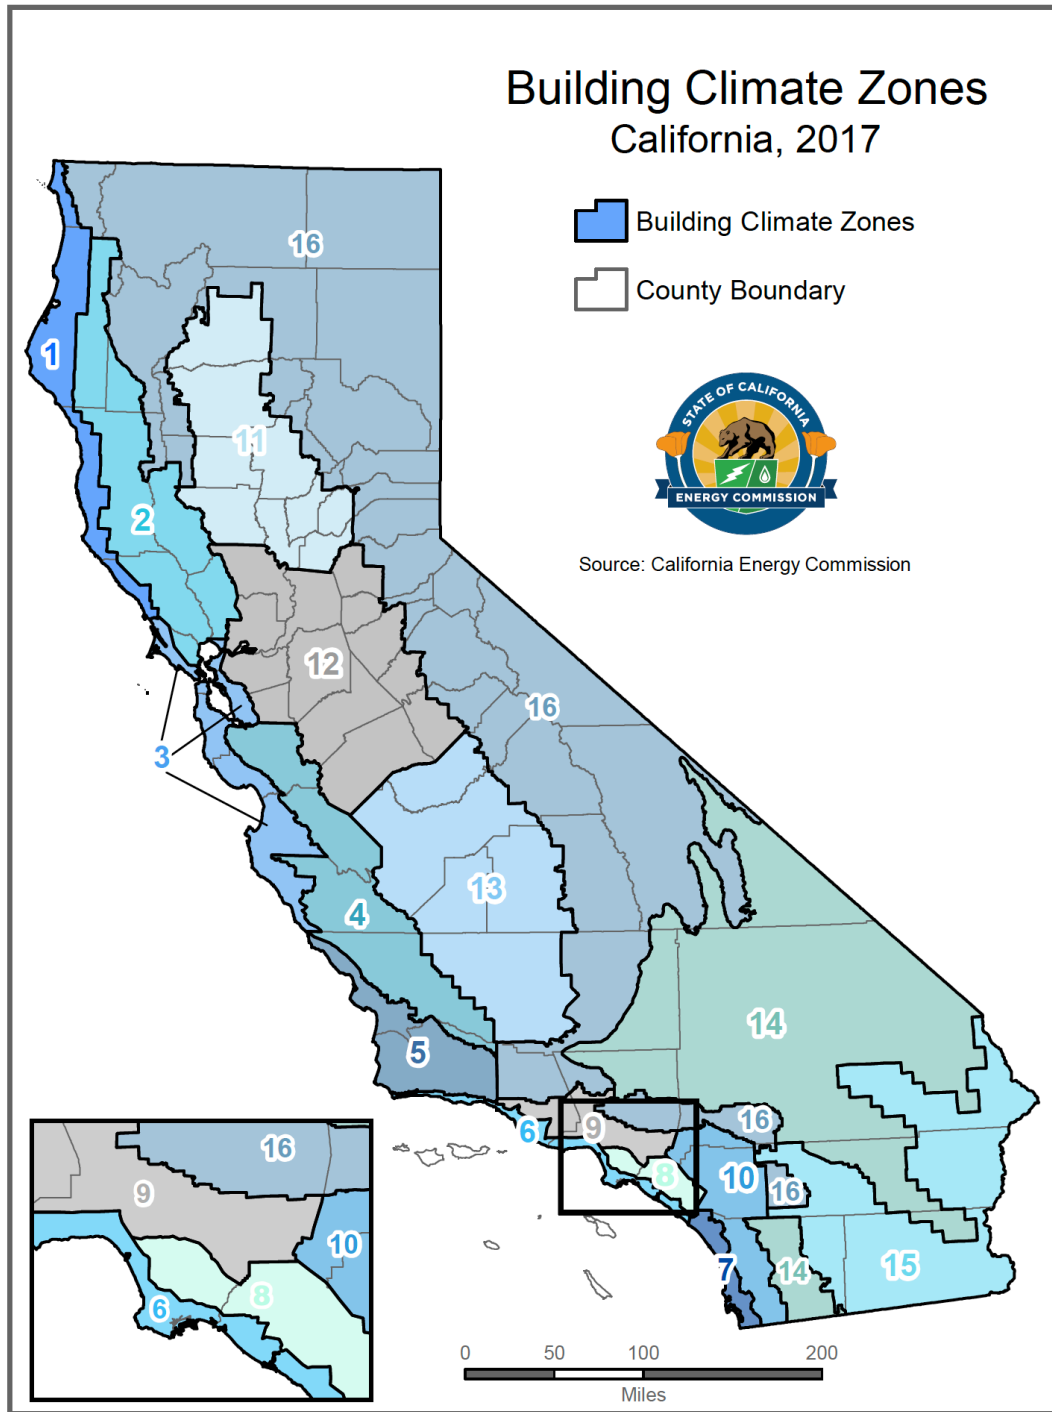 Building Climate Zones
California, 2017
Building Climate Zones
County Boundary
STATE OF CALIFORNIA
ENERGY COMMISSION
Source: California Energy Commission
16
1
11
2
12
16
3
13
4
14
5
6
9
16
8
10
16
7
14
15
16
9
10
8
6
0 50 100 200
Miles